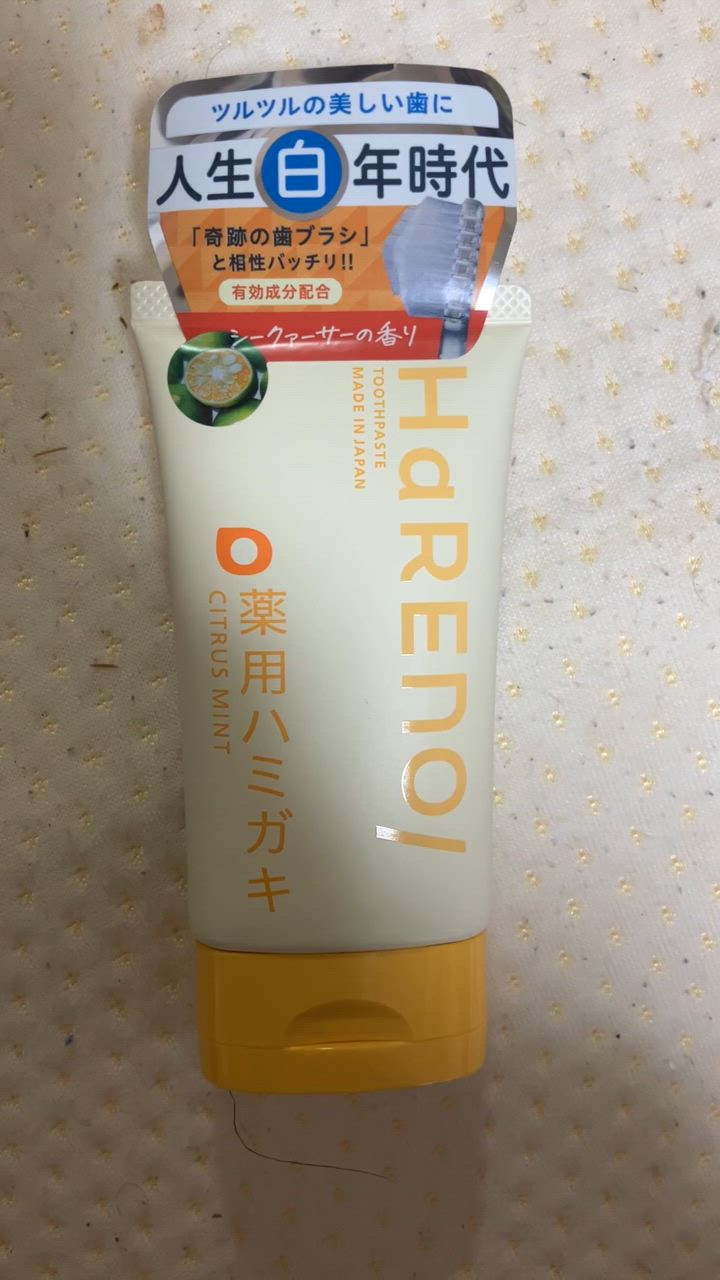 ツルツルの美しい歯に
人生白年時代
「奇跡の歯ブラシ」
と相性バッチリ!!
有効成分配合
シークァーサーの香り
HaRENO!
TOOTHPASTE
MADE IN JAPAN
薬用ハミガキ
CITRUS MINT